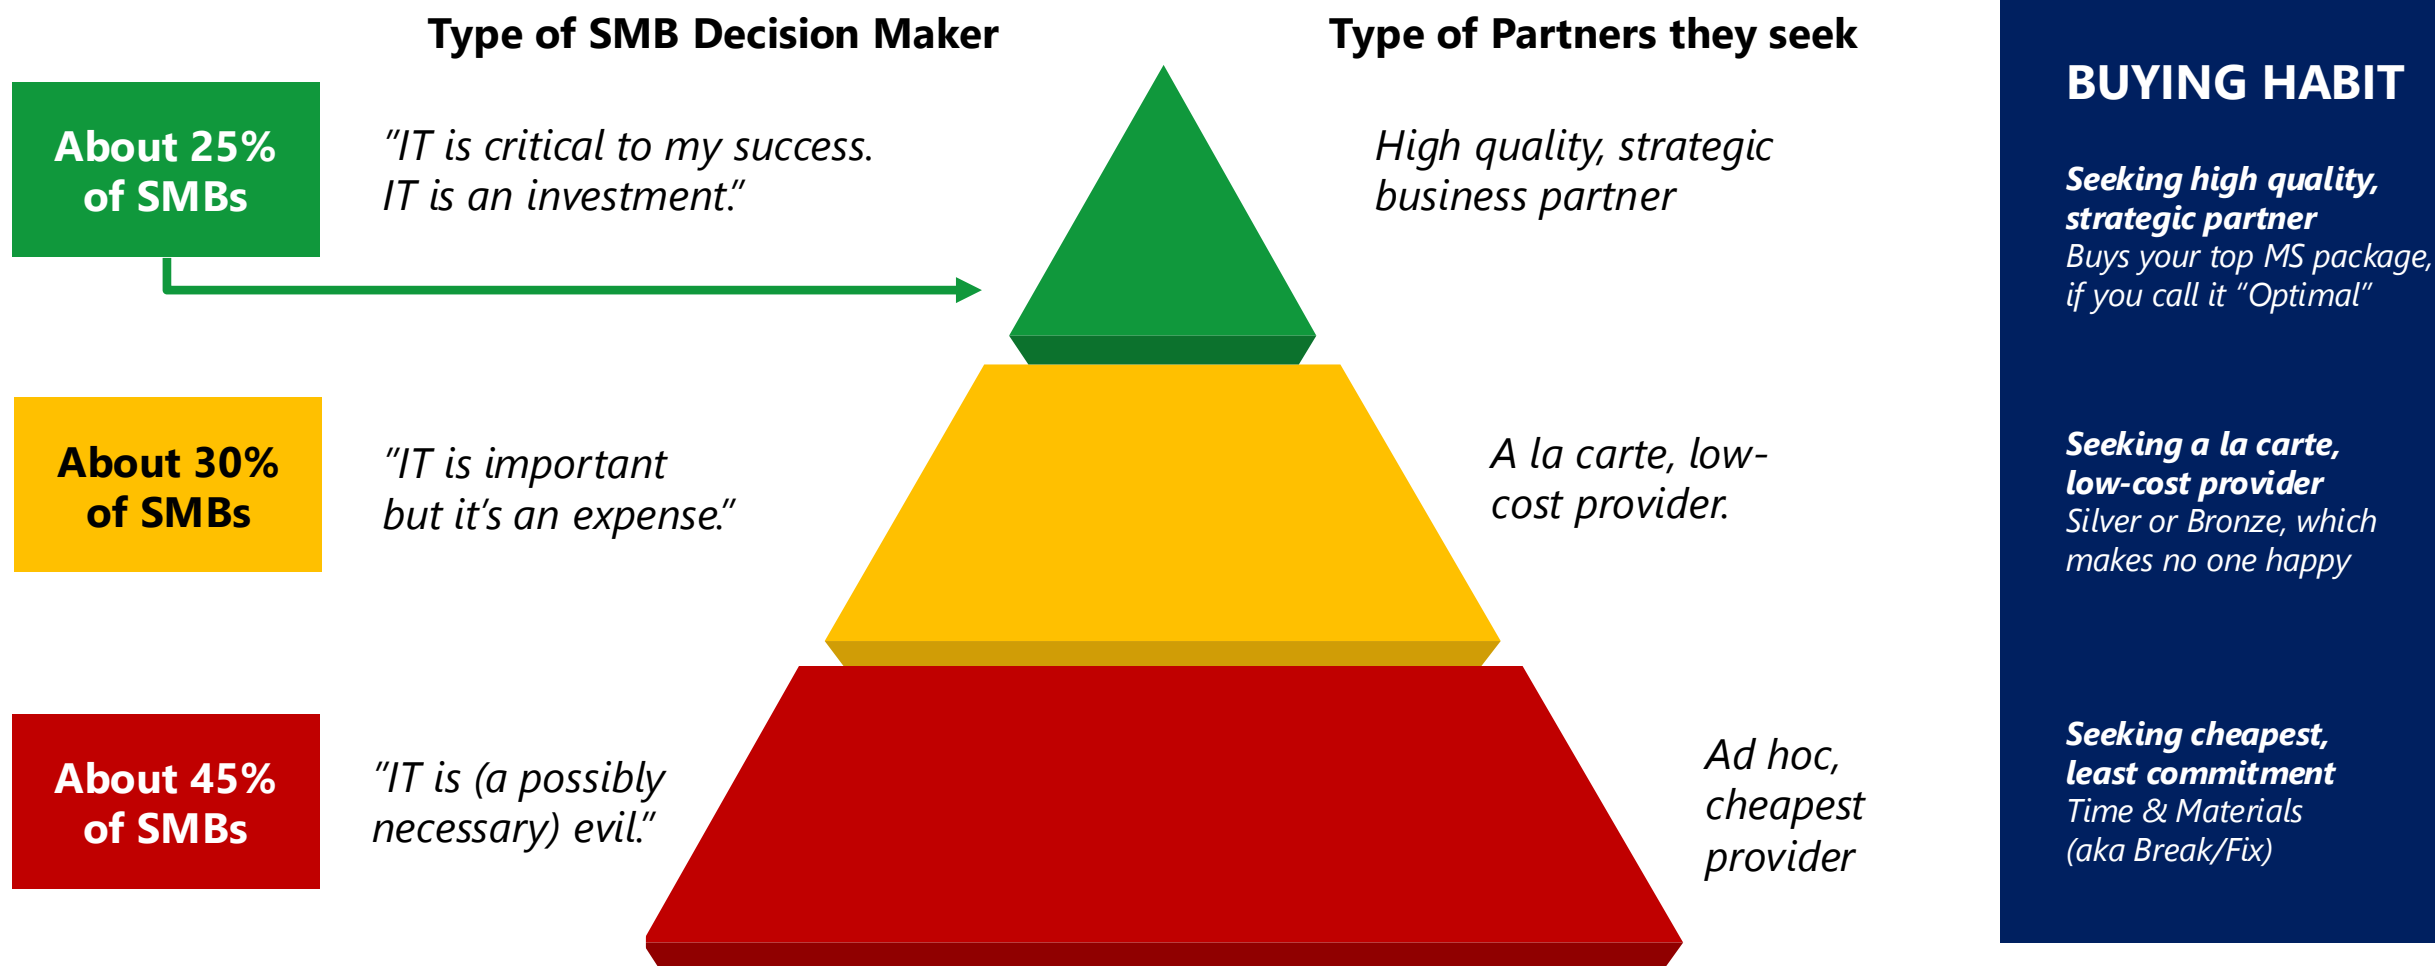 Type of SMB Decision Maker
Type of Partners they seek
BUYING HABIT
About 25%
of SMBs
"IT is critical to my success.
IT is an investment."
High quality, strategic
business partner
Seeking high quality,
strategic partner
Buys your top MS package,
if you call it “Optimal”
About 30%
of SMBs
"IT is important
but it’s an expense."
A la carte, low-
cost provider.
Seeking a la carte,
low-cost provider
Silver or Bronze, which
makes no one happy
About 45%
of SMBs
"IT is (a possibly
necessary) evil."
Ad hoc,
cheapest
provider
Seeking cheapest,
least commitment
Time & Materials
(aka Break/Fix)